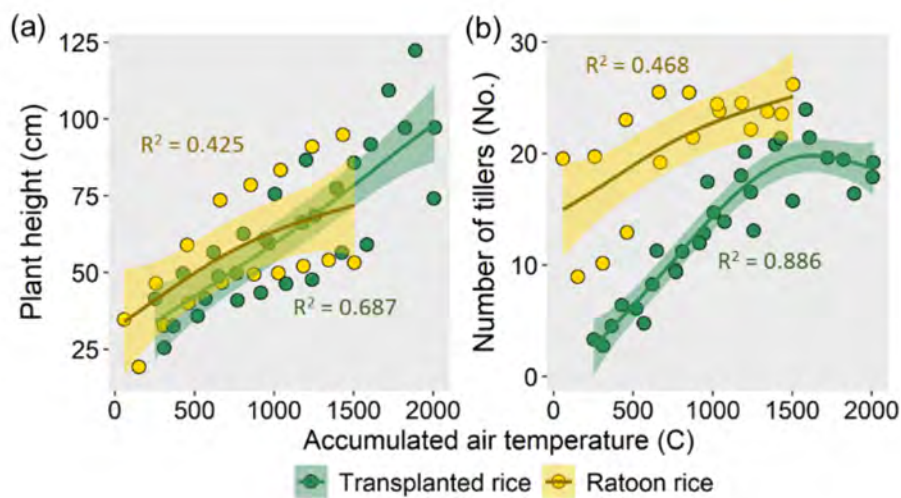 (a)
125
100
75
50
25
Plant height (cm)
R² = 0.425
R² = 0.687
0 500 1000 1500 2000
(b)
30
20
10
0
Number of tillers (No.)
R² = 0.468
R² = 0.886
0 500 1000 1500 2000
Accumulated air temperature (C)
Transplanted rice Ratoon rice